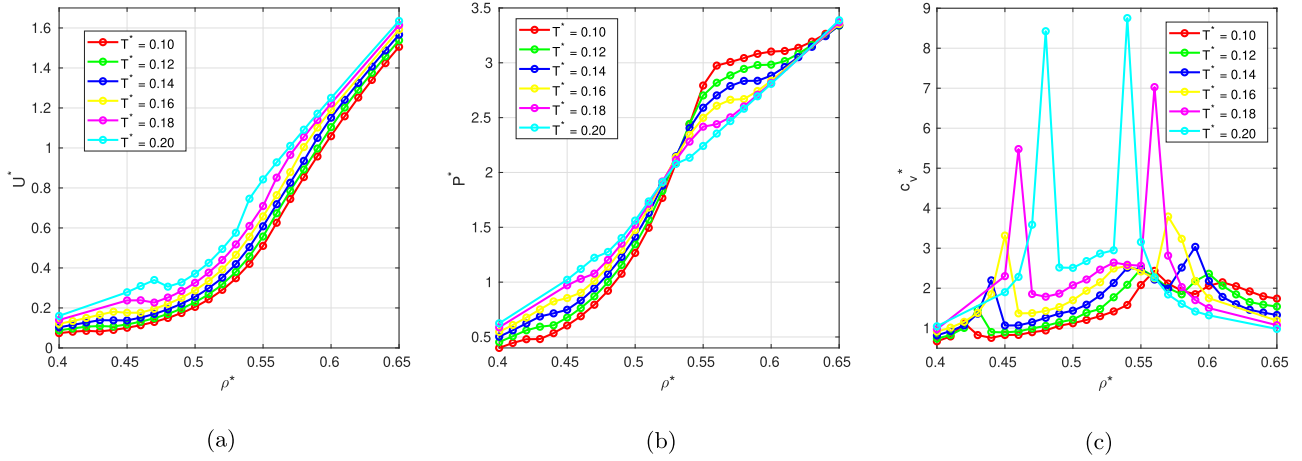 1.6
1.4
1.2
1
0.8
0.6
0.4
0.2
0
U*
T* = 0.10
T* = 0.12
T* = 0.14
T* = 0.16
T* = 0.18
T* = 0.20
0.4 0.45 0.5 0.55 0.6 0.65
ρ*
(a)
3.5
3
2.5
2
1.5
1
0.5
P*
T* = 0.10
T* = 0.12
T* = 0.14
T* = 0.16
T* = 0.18
T* = 0.20
0.4 0.45 0.5 0.55 0.6 0.65
ρ*
(b)
9
8
7
6
5
4
3
2
1
c_v*
T* = 0.10
T* = 0.12
T* = 0.14
T* = 0.16
T* = 0.18
T* = 0.20
0.4 0.45 0.5 0.55 0.6 0.65
ρ*
(c)